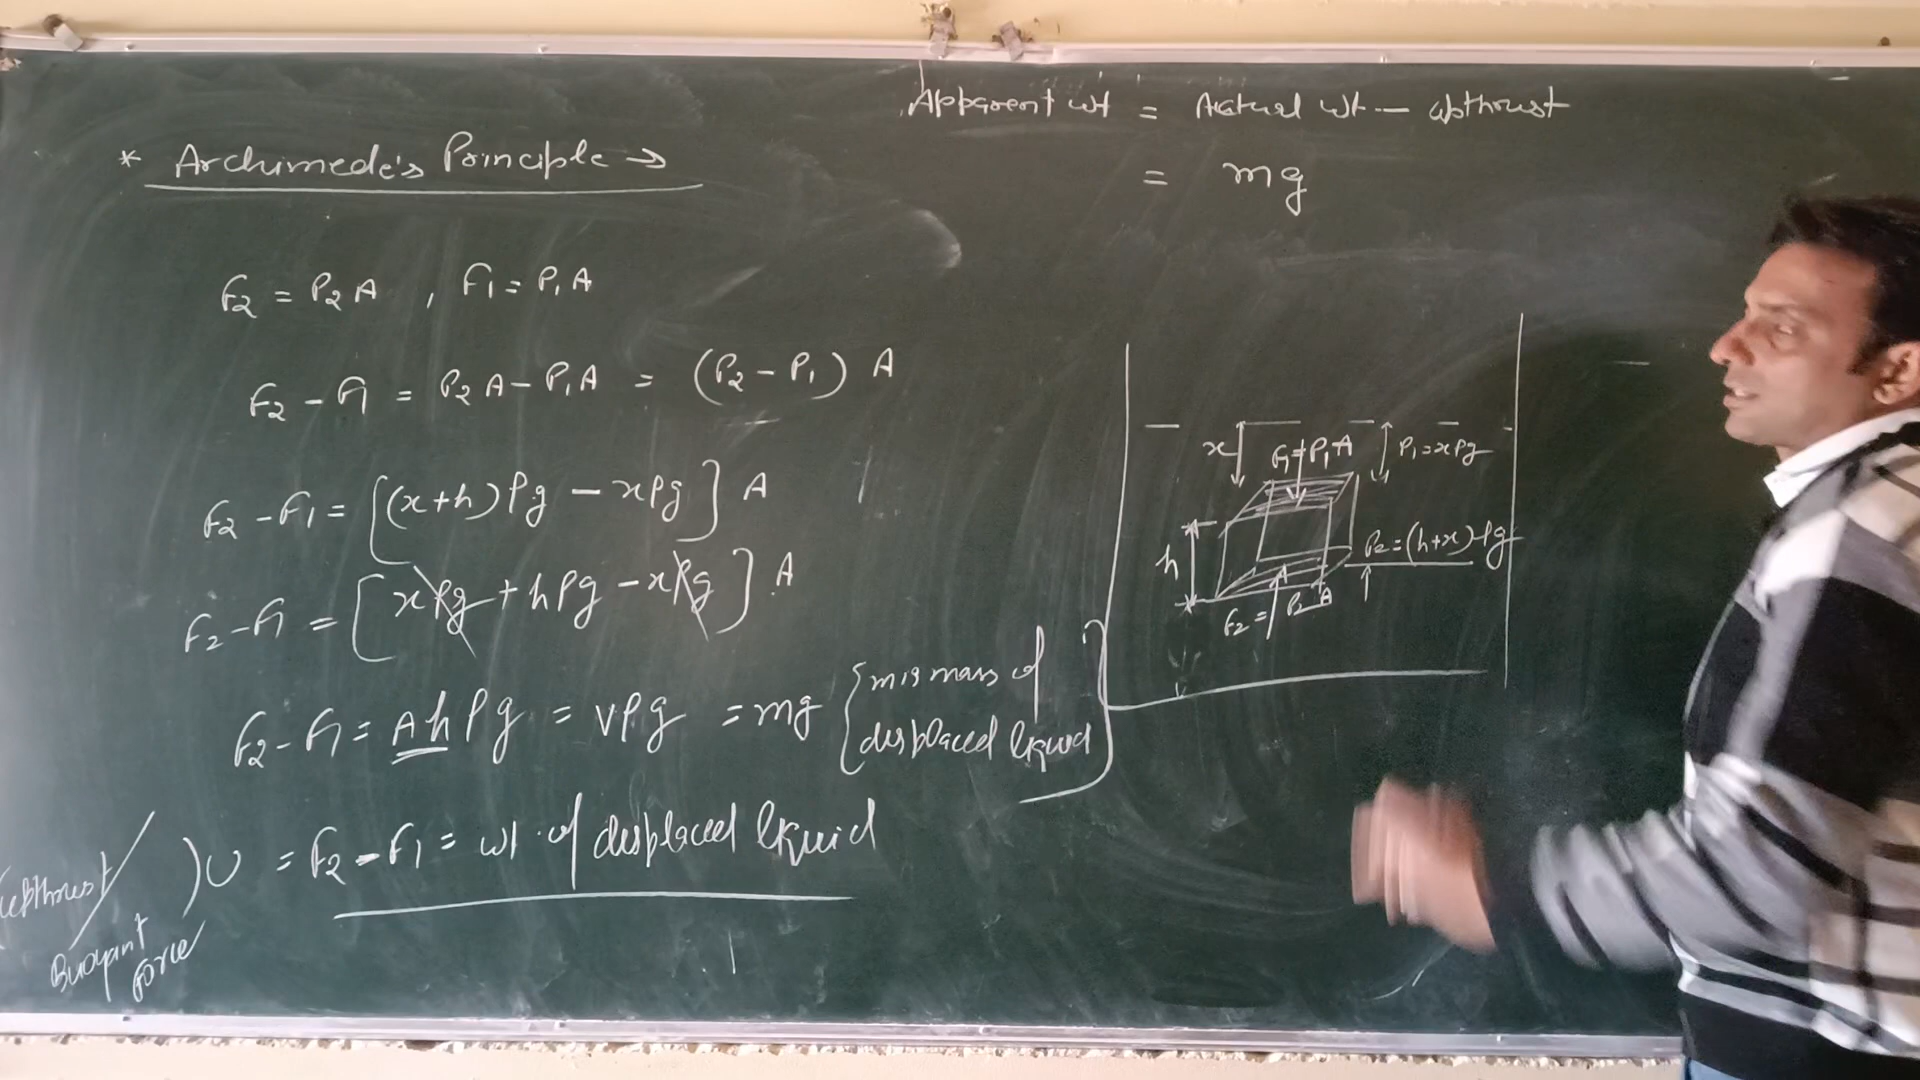 * Archimede's Principle →
F2 = P2 A , F1 = P1 A
F2 - F1 = P2 A - P1 A = (P2 - P1) A
F2 - F1 = [(x+h)ρg - xρg] A
F2 - F1 = [xρg + hρg - xρg] A
F2 - F1 = Ahρg = Vρg = mg {m is mass of
displaced liquid}
(upthrust/ Buoyant force) U = F2 - F1 = wt. of displaced liquid
Apparent wt = Actual wt - upthrust
= mg
x
F1 = P1 A
P1 = xρg
h
P2 = (h+x)ρg
F2 = P2 A